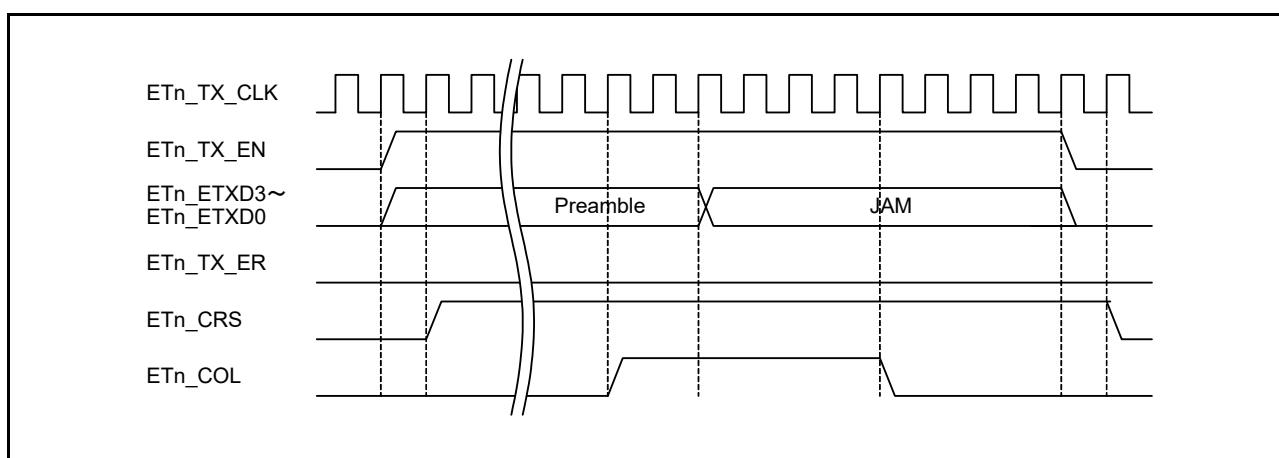 ETn_TX_CLK
ETn_TX_EN
ETn_ETXD3～
ETn_ETXD0
Preamble
JAM
ETn_TX_ER
ETn_CRS
ETn_COL